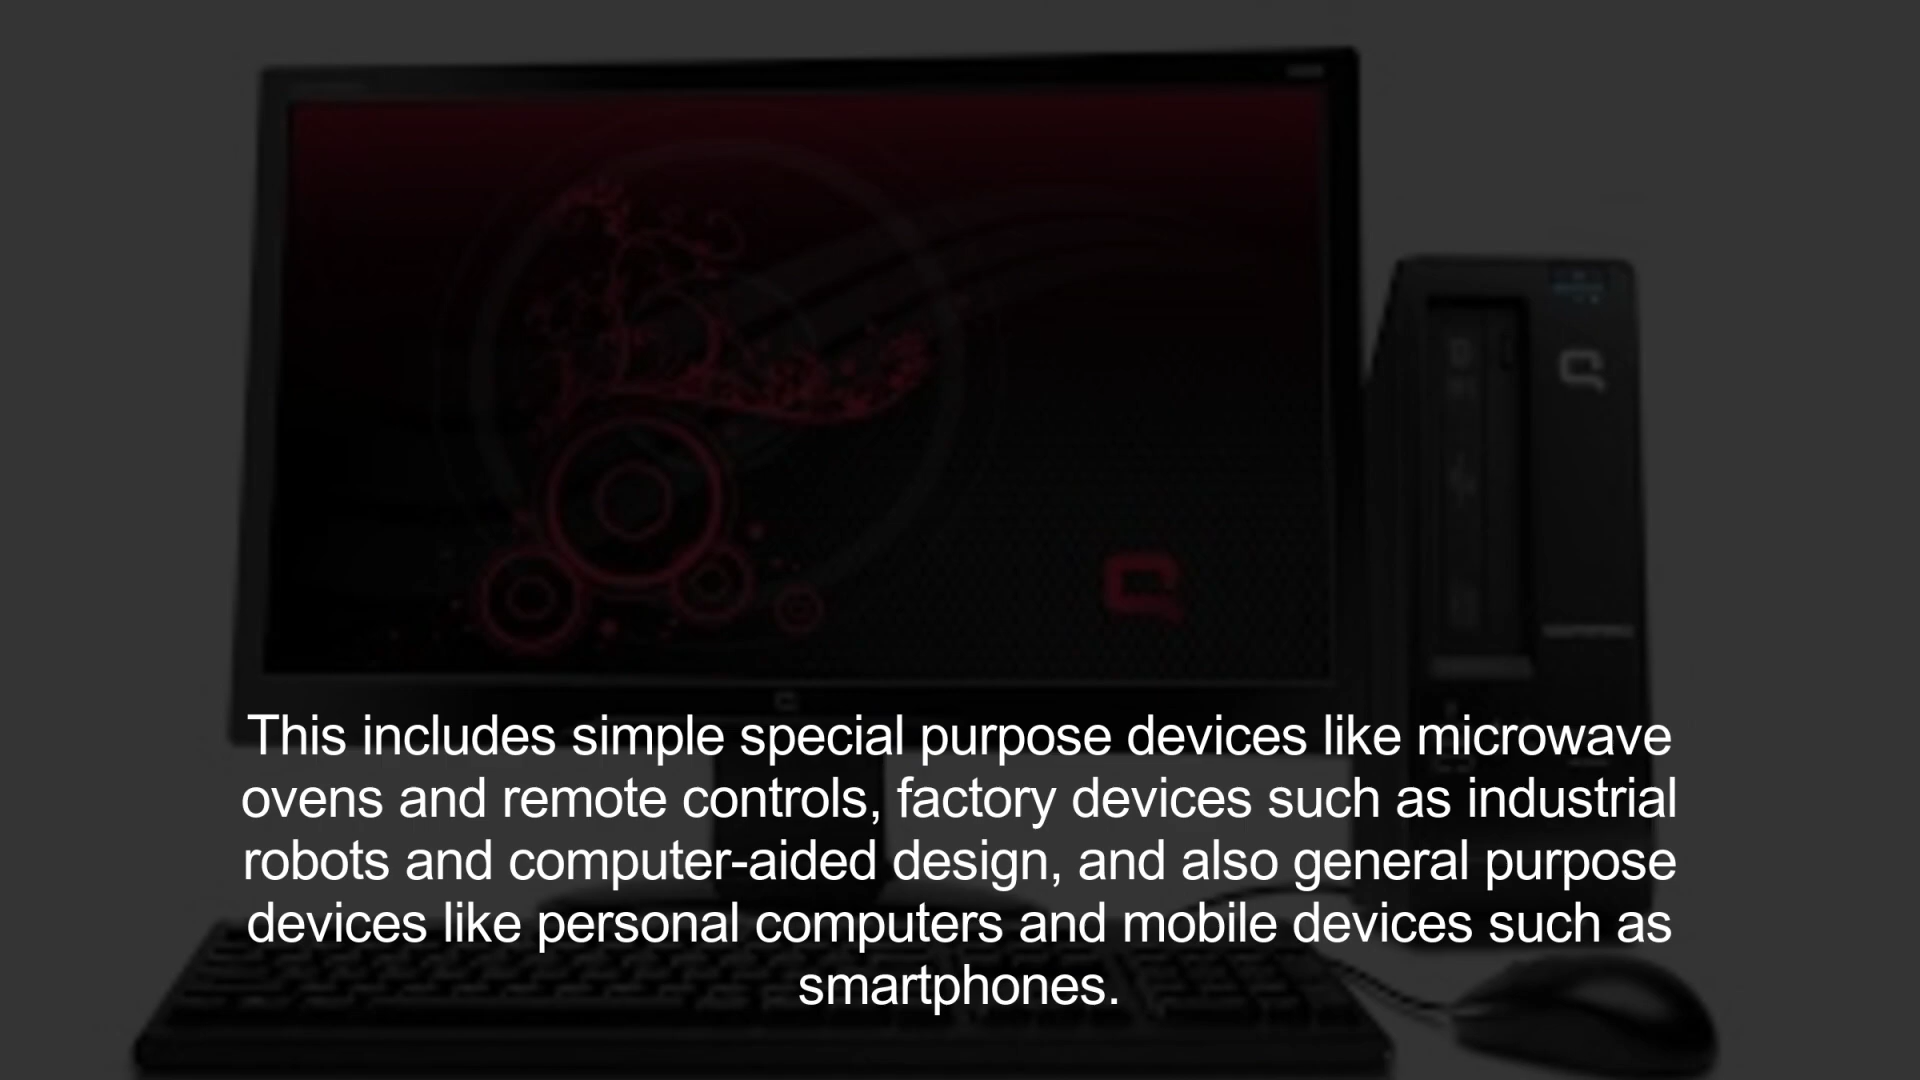 This includes simple special purpose devices like microwave
ovens and remote controls, factory devices such as industrial
robots and computer-aided design, and also general purpose
devices like personal computers and mobile devices such as
smartphones.